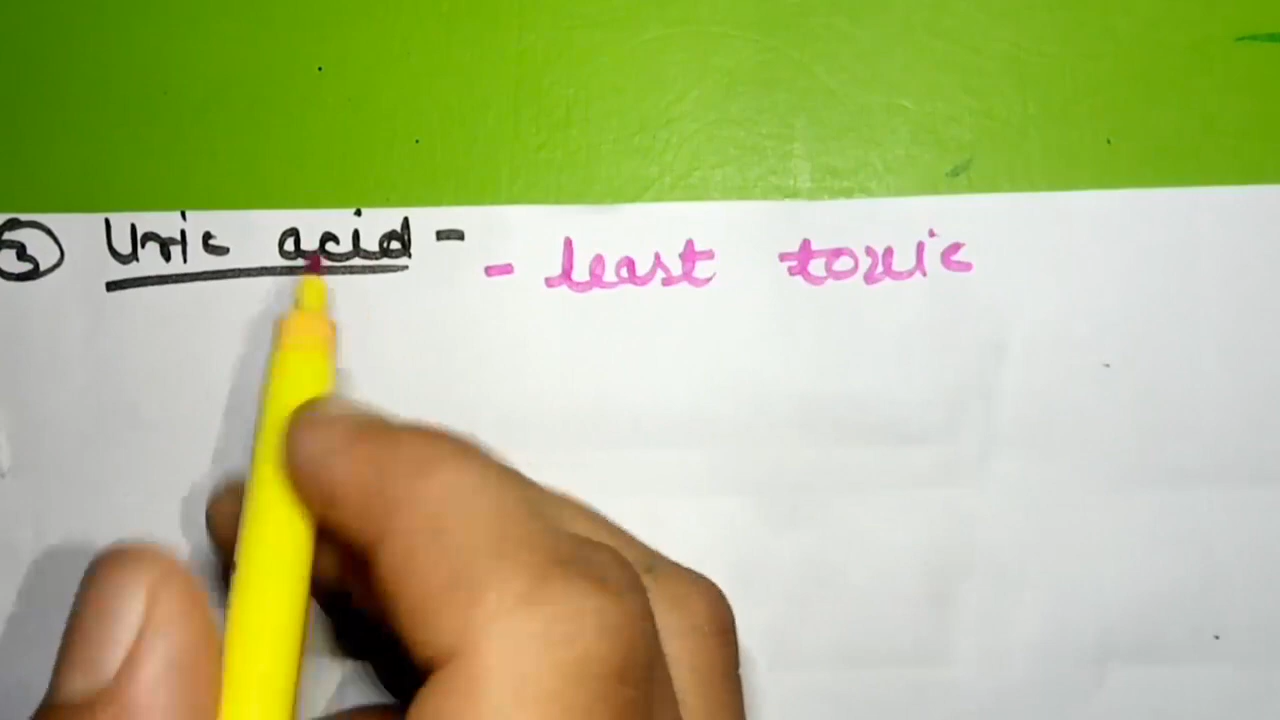 ③ Uric acid - - least toxic